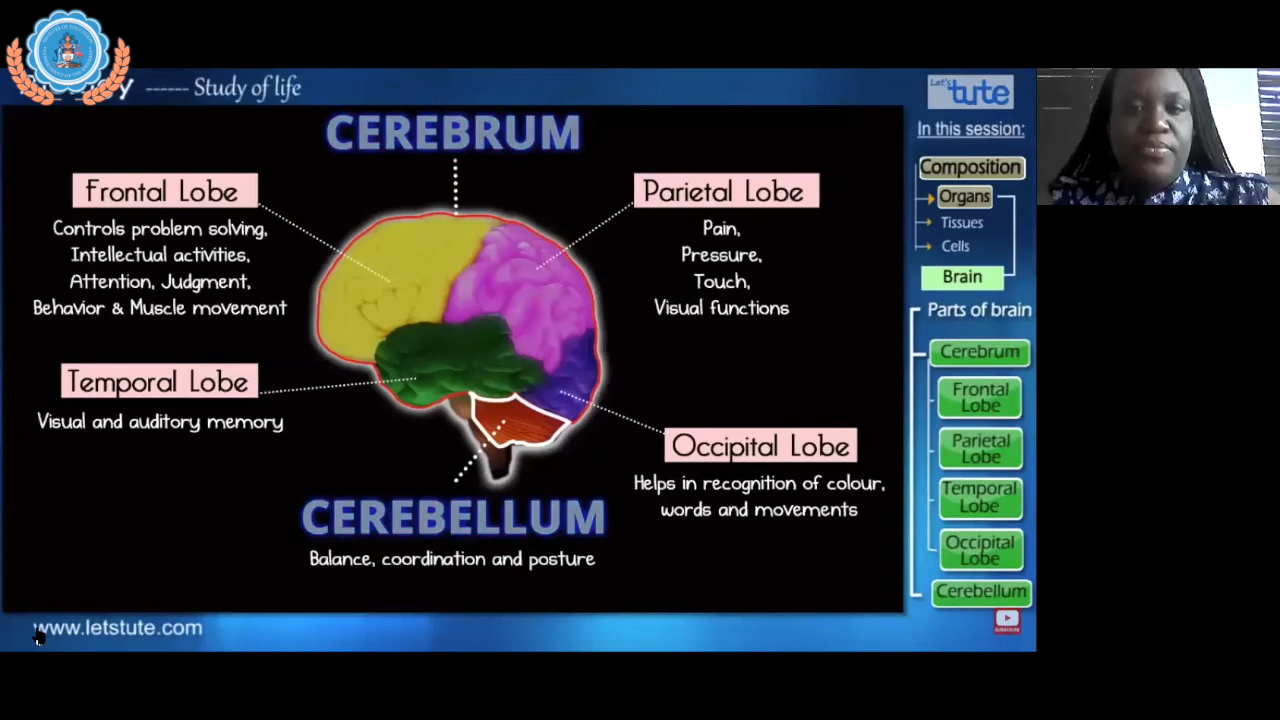 ------ Study of life
CEREBRUM
Frontal Lobe
Controls problem solving,
Intellectual activities,
Attention, Judgment,
Behavior & Muscle movement
Parietal Lobe
Pain,
Pressure,
Touch,
Visual functions
Temporal Lobe
Visual and auditory memory
Occipital Lobe
Helps in recognition of colour,
words and movements
CEREBELLUM
Balance, coordination and posture
www.letstute.com
Let's
tute
In this session:
Composition
Organs
Tissues
Cells
Brain
Parts of brain
Cerebrum
Frontal
Lobe
Parietal
Lobe
Temporal
Lobe
Occipital
Lobe
Cerebellum
SUBSCRIBE